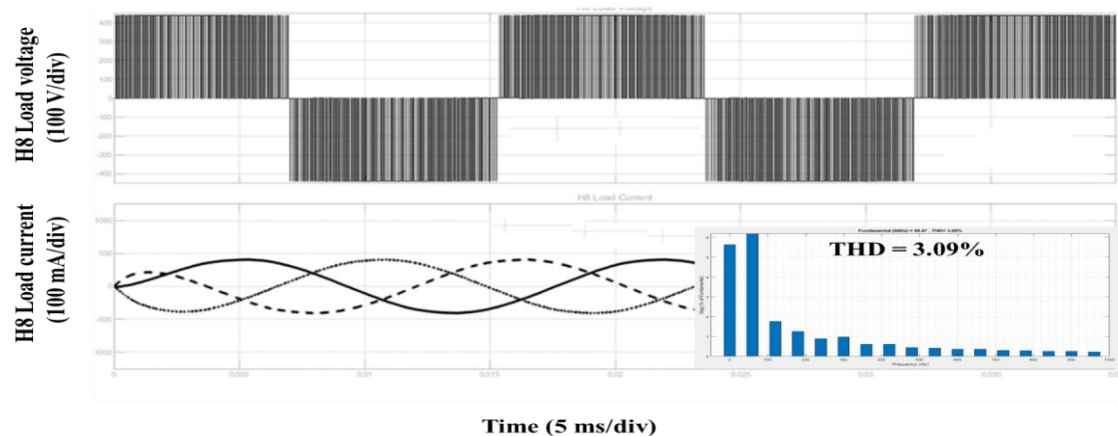 H8 Load Voltage
H8 Load voltage
(100 V/div)
400
300
200
100
0
-100
-200
-300
-400
H8 Load Current
H8 Load current
(100 mA/div)
1000
500
0
-500
-1000
THD = 3.09%
0
0.005
0.01
0.015
0.02
0.025
0.03
0.035
Time (5 ms/div)